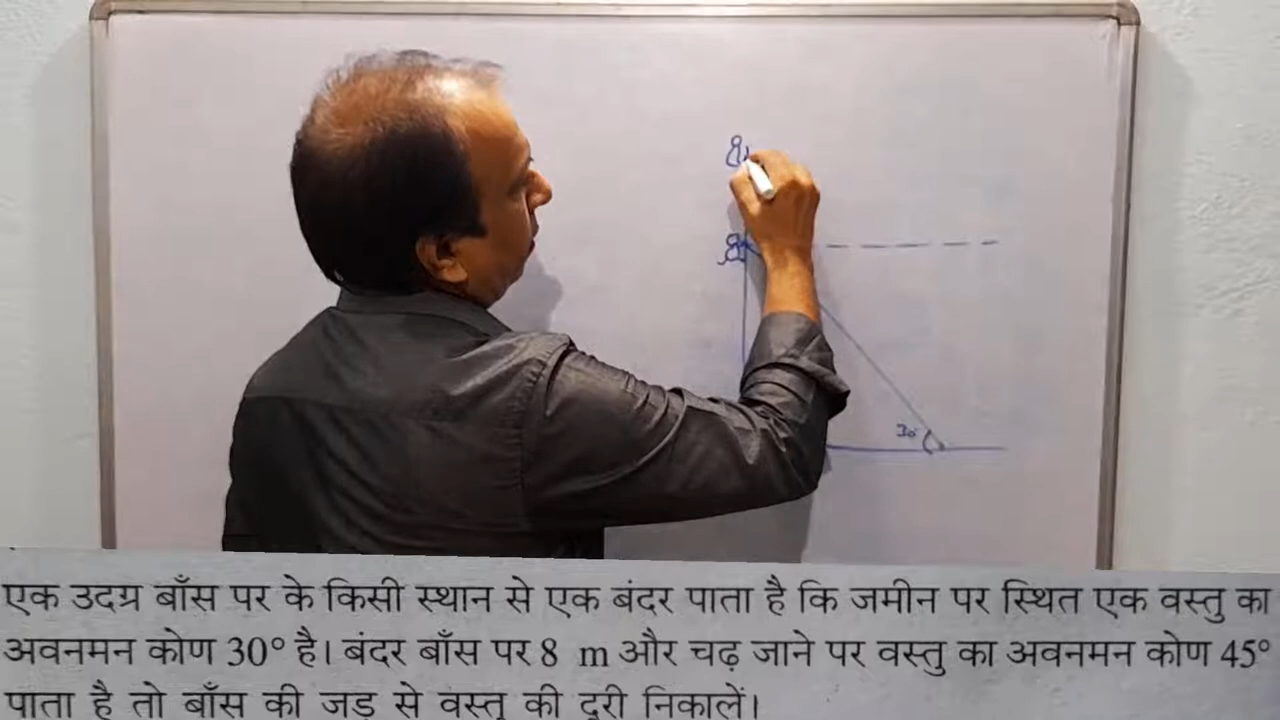 30°
एक उदग्र बाँस पर के किसी स्थान से एक बंदर पाता है कि जमीन पर स्थित एक वस्तु का
अवनमन कोण 30° है। बंदर बाँस पर 8 m और चढ़ जाने पर वस्तु का अवनमन कोण 45°
पाता है तो बाँस की जड़ से वस्तु की दूरी निकालें।